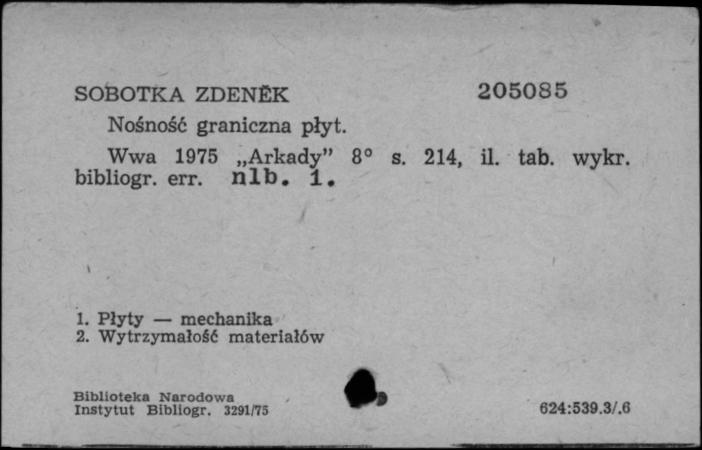 SOBOTKA ZDENĚK 205085
Nośność graniczna płyt.
Wwa 1975 „Arkady” 8° s. 214, il. tab. wykr.
bibliogr. err. nlb. 1.
1. Płyty — mechanika
2. Wytrzymałość materiałów
Biblioteka Narodowa
Instytut Bibliogr. 3291/75 624:539.3/.6